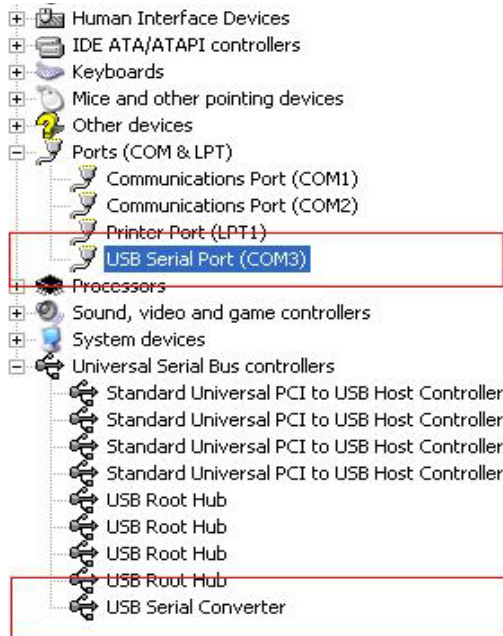 Human Interface Devices
IDE ATA/ATAPI controllers
Keyboards
Mice and other pointing devices
Other devices
Ports (COM & LPT)
Communications Port (COM1)
Communications Port (COM2)
Printer Port (LPT1)
USB Serial Port (COM3)
Processors
Sound, video and game controllers
System devices
Universal Serial Bus controllers
Standard Universal PCI to USB Host Controller
Standard Universal PCI to USB Host Controller
Standard Universal PCI to USB Host Controller
Standard Universal PCI to USB Host Controller
USB Root Hub
USB Root Hub
USB Root Hub
USB Root Hub
USB Serial Converter